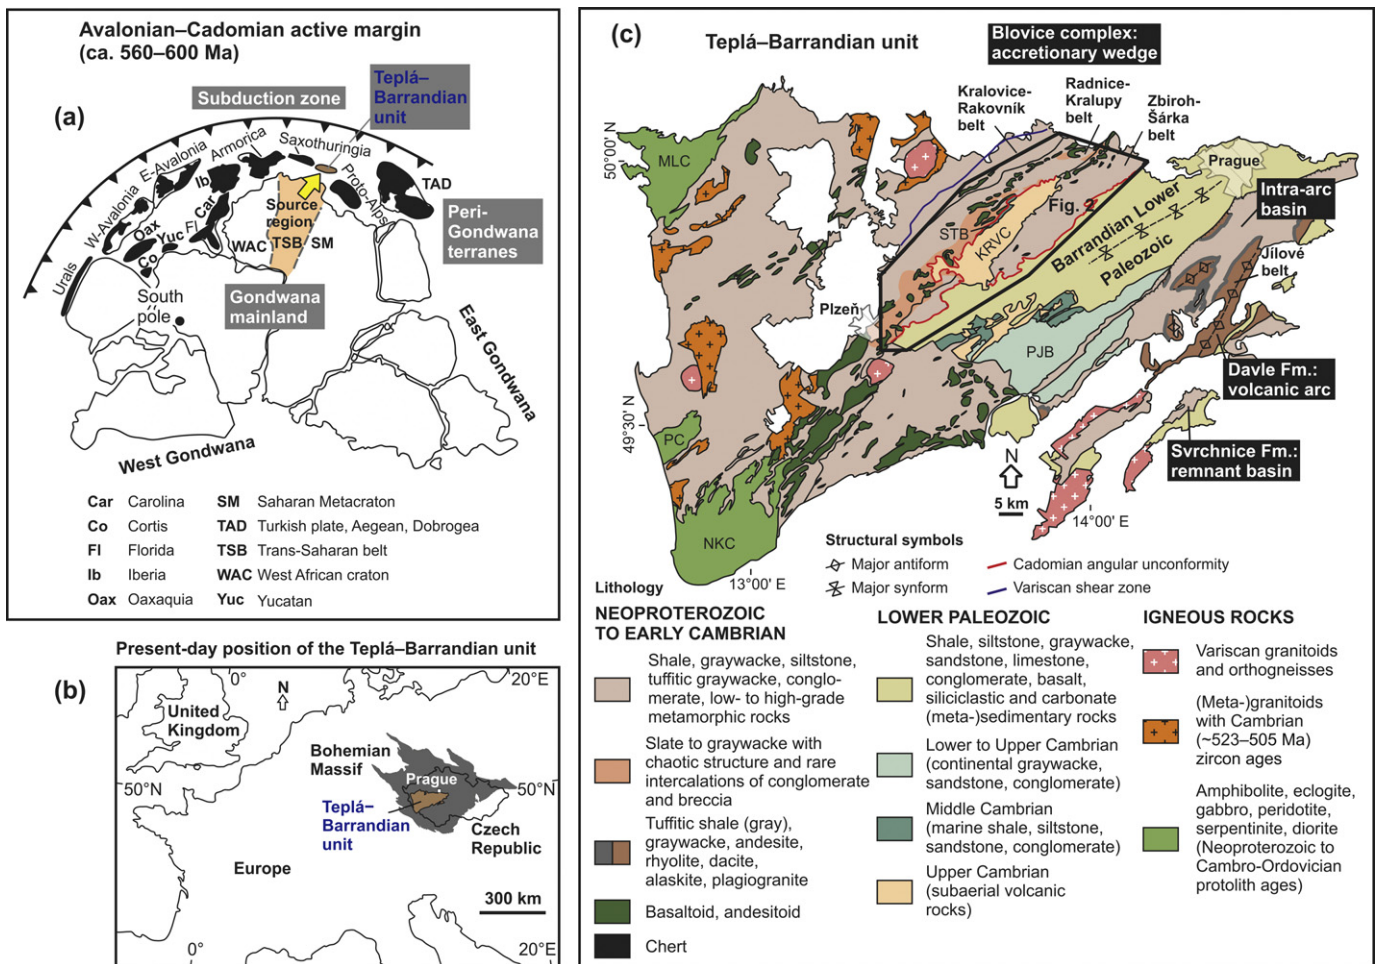 Avalonian–Cadomian active margin
(ca. 560–600 Ma)
(a)
Subduction zone
Teplá–
Barrandian
unit
Saxothuringia
Armorica
E-Avalonia
W-Avalonia
Urals
Ib
Car
Fl
Oax
Yuc
Co
Source
region
WAC
TSB
SM
Proto-Alps
TAD
Peri-
Gondwana
terranes
South
pole
Gondwana
mainland
East Gondwana
West Gondwana
Car Carolina
Co Cortis
Fl Florida
Ib Iberia
Oax Oaxaquia
SM Saharan Metacraton
TAD Turkish plate, Aegean, Dobrogea
TSB Trans-Saharan belt
WAC West African craton
Yuc Yucatan
Present-day position of the Teplá–Barrandian unit
(b)
0°
N
20°E
United
Kingdom
Bohemian
Massif
Prague
50°N
50°N
Teplá–
Barrandian
unit
Czech
Republic
Europe
300 km
0°
20°E
(c)
Teplá–Barrandian unit
Blovice complex:
accretionary wedge
Kralovice-
Rakovník
belt
Radnice-
Kralupy
belt
Zbiroh-
Šárka
belt
50°00' N
MLC
Prague
Intra-arc
basin
Fig. 2
STB
KRVC
Barrandian Lower
Paleozoic
Jílové
belt
Plzeň
PJB
Davle Fm.:
volcanic arc
49°30' N
PC
Svrchnice Fm.:
remnant basin
N
5 km
14°00' E
NKC
13°00' E
Structural symbols
Major antiform
Major synform
Cadomian angular unconformity
Variscan shear zone
Lithology
NEOPROTEROZOIC
TO EARLY CAMBRIAN
Shale, graywacke, siltstone,
tuffitic graywacke, conglo-
merate, low- to high-grade
metamorphic rocks
Slate to graywacke with
chaotic structure and rare
intercalations of conglomerate
and breccia
Tuffitic shale (gray),
graywacke, andesite,
rhyolite, dacite,
alaskite, plagiogranite
Basaltoid, andesitoid
Chert
LOWER PALEOZOIC
Shale, siltstone, graywacke,
sandstone, limestone,
conglomerate, basalt,
siliciclastic and carbonate
(meta-)sedimentary rocks
Lower to Upper Cambrian
(continental graywacke,
sandstone, conglomerate)
Middle Cambrian
(marine shale, siltstone,
sandstone, conglomerate)
Upper Cambrian
(subaerial volcanic
rocks)
IGNEOUS ROCKS
Variscan granitoids
and orthogneisses
(Meta-)granitoids
with Cambrian
(~523–505 Ma)
zircon ages
Amphibolite, eclogite,
gabbro, peridotite,
serpentinite, diorite
(Neoproterozoic to
Cambro-Ordovician
protolith ages)